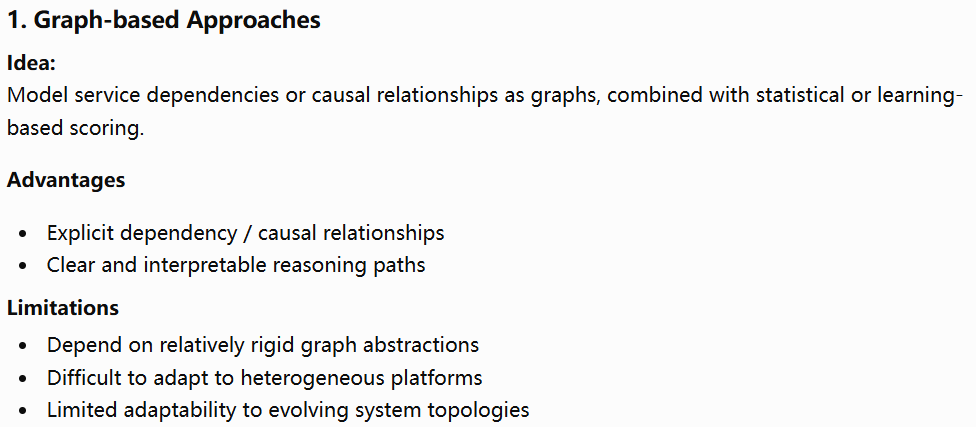 1. Graph-based Approaches
Idea:
Model service dependencies or causal relationships as graphs, combined with statistical or learning-
based scoring.
Advantages
• Explicit dependency / causal relationships
• Clear and interpretable reasoning paths
Limitations
• Depend on relatively rigid graph abstractions
• Difficult to adapt to heterogeneous platforms
• Limited adaptability to evolving system topologies